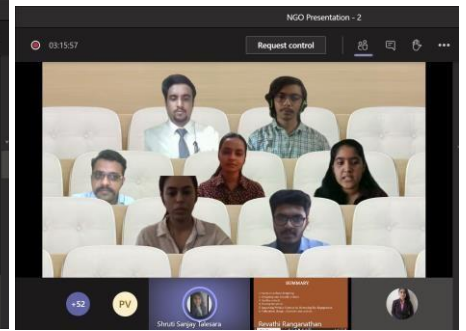 NGO Presentation - 2
03:15:57
Request control
+52
PV
Shruti Sanjay Talesara
SUMMARY
Revathi Ranganathan